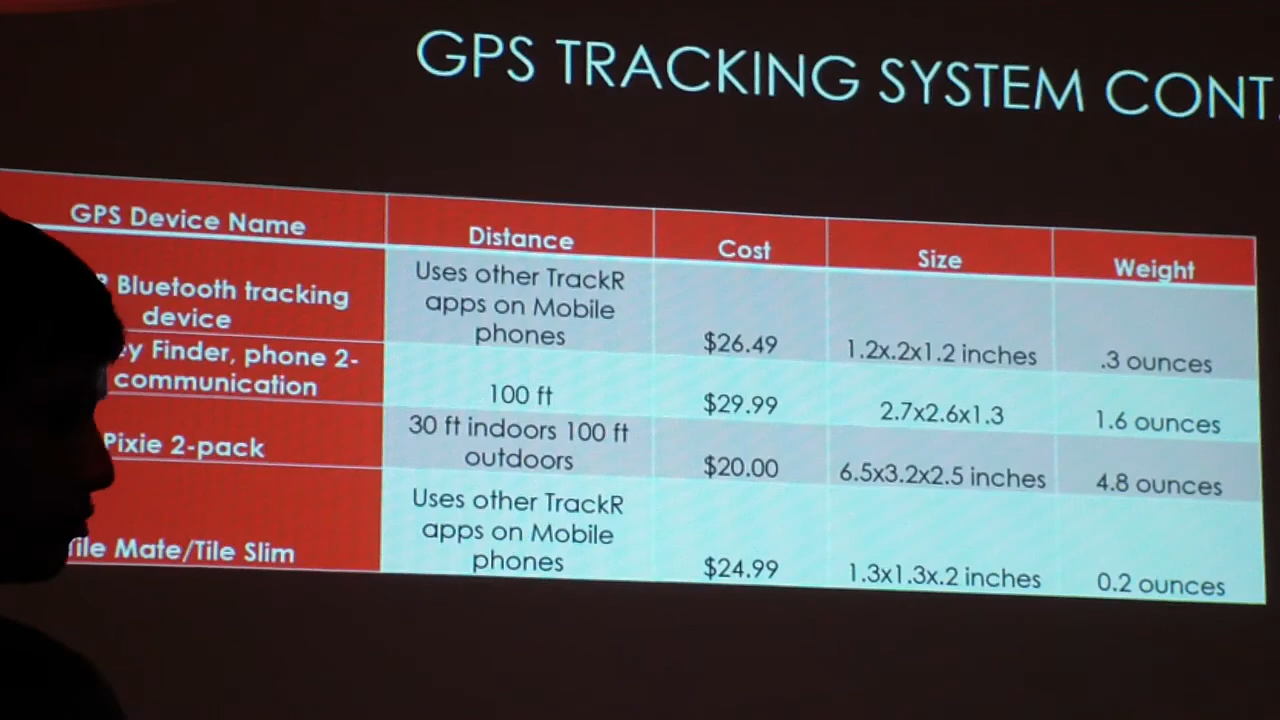 GPS TRACKING SYSTEM CONT.
GPS Device Name
Distance
Cost
Size
Weight
Bluetooth tracking
device
Uses other TrackR
apps on Mobile
phones
$26.49
1.2x.2x1.2 inches
.3 ounces
Finder, phone 2-
communication
100 ft
$29.99
2.7x2.6x1.3
1.6 ounces
Pixie 2-pack
30 ft indoors 100 ft
outdoors
$20.00
6.5x3.2x2.5 inches
4.8 ounces
Tile Mate/Tile Slim
Uses other TrackR
apps on Mobile
phones
$24.99
1.3x1.3x.2 inches
0.2 ounces